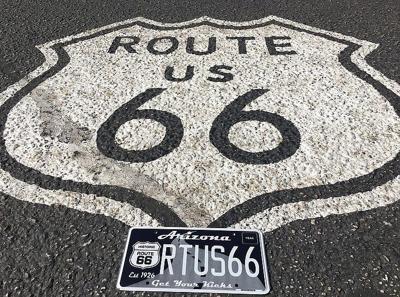 ROUTE
US
66
Arizona
HISTORIC
ROUTE
66
Est 1926
RTUS66
Get Your Kicks